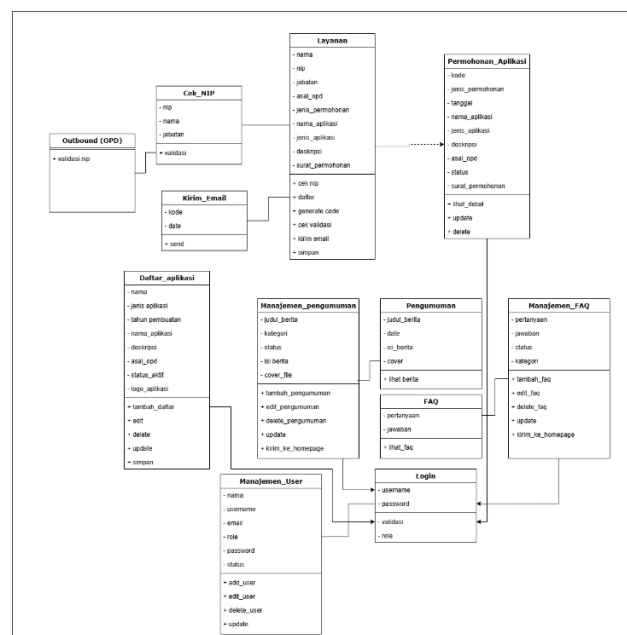 Layanan
- nama
- nip
- jabatan
- asal_opd
- jenis_permohonan
- nama_aplikasi
- jenis_aplikasi
- deskripsi
- surat_permohonan
+ cek nip
+ daftar
+ generate code
+ cek validasi
+ kirim email
+ simpan
Permohonan_Aplikasi
- kode
- jenis_permohonan
- tanggal
- nama_aplikasi
- jenis_aplikasi
- deskripsi
- asal_opd
- status
- surat_permohonan
+ lihat_detail
+ update
+ delete
Cek_NIP
- nip
- nama
- jabatan
+ validasi
Outbound (OPD)
+ validasi nip
Kirim_Email
- kode
- date
+ send
Daftar_aplikasi
- nama
- jenis aplikasi
- tahun pembuatan
- nama_aplikasi
- deskripsi
- asal_opd
- status_aktif
- logo_aplikasi
+ tambah_daftar
+ edit
+ delete
+ update
+ simpan
Manajemen_pengumuman
- judul_berita
- kategori
- status
- isi berita
- cover_file
+ tambah_pengumuman
+ edit_pengumuman
+ delete_pengumuman
+ update
+ kirim_ke_homepage
Pengumuman
- judul_berita
- date
- isi_berita
- cover
+ lihat berita
Manajemen_FAQ
- pertanyaan
- jawaban
- status
- kategori
+ tambah_faq
+ edit_faq
+ delete_faq
+ update
+ kirim_ke_homepage
FAQ
- pertanyaan
- jawaban
+ lihat_faq
Manajemen_User
- nama
- username
- email
- role
- password
- status
+ add_user
+ edit_user
+ delete_user
+ update
Login
- username
- password
- validasi
- role